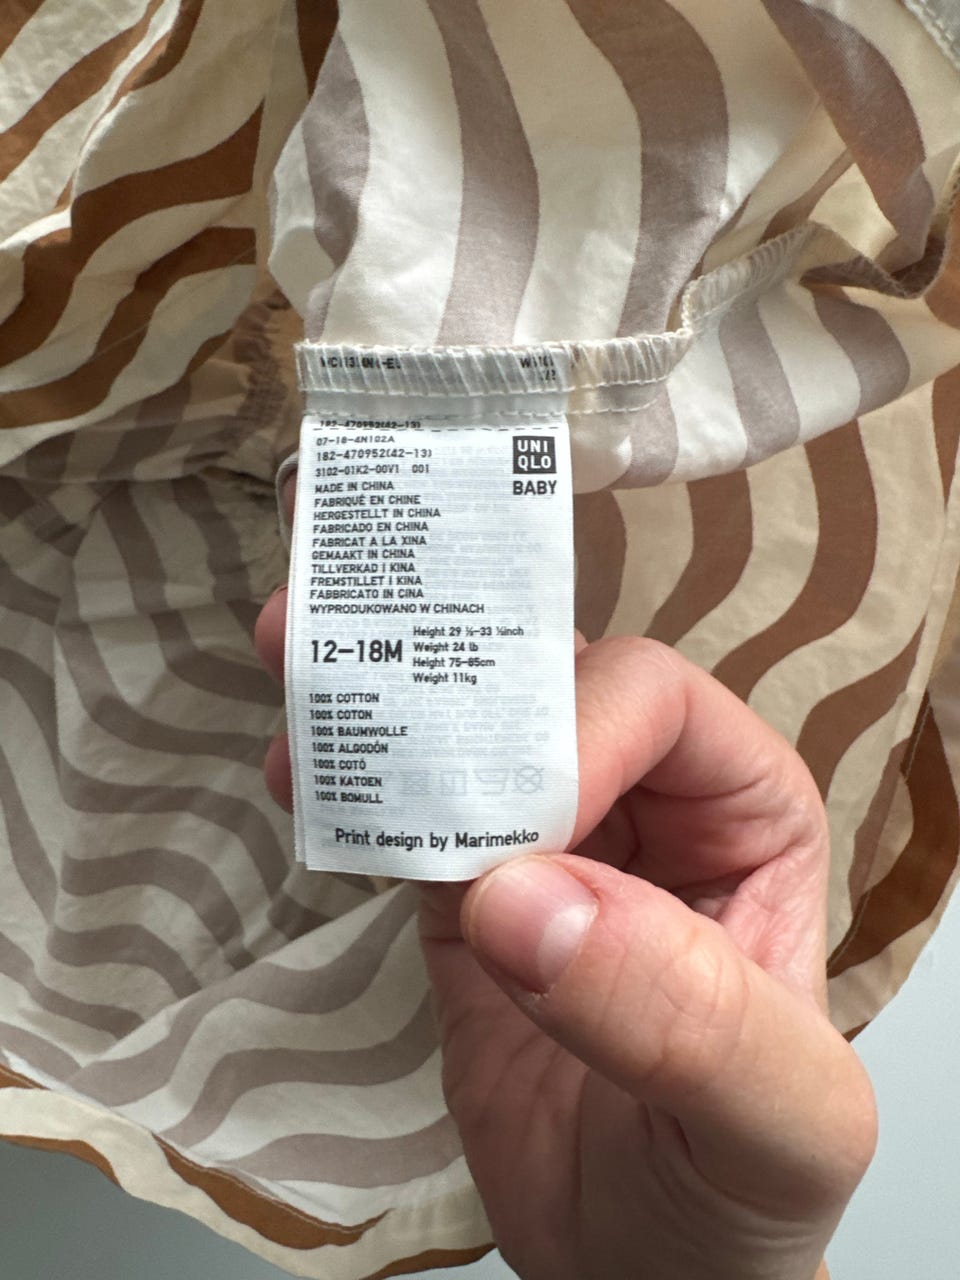 182-470952(42-13)
07-18-4N102A
182-470952(42-13)
3102-01K2-00V1 001
UNI
QLO
BABY
MADE IN CHINA
FABRIQUÉ EN CHINE
HERGESTELLT IN CHINA
FABRICADO EN CHINA
FABRICAT A LA XINA
GEMAAKT IN CHINA
TILLVERKAD I KINA
FREMSTILLET I KINA
FABBRICATO IN CINA
WYPRODUKOWANO W CHINACH
12–18M
Height 29 ½–33 ½inch
Weight 24 lb
Height 75–85cm
Weight 11kg
100% COTTON
100% COTON
100% BAUMWOLLE
100% ALGODÓN
100% COTÓ
100% KATOEN
100% BOMULL
Print design by Marimekko